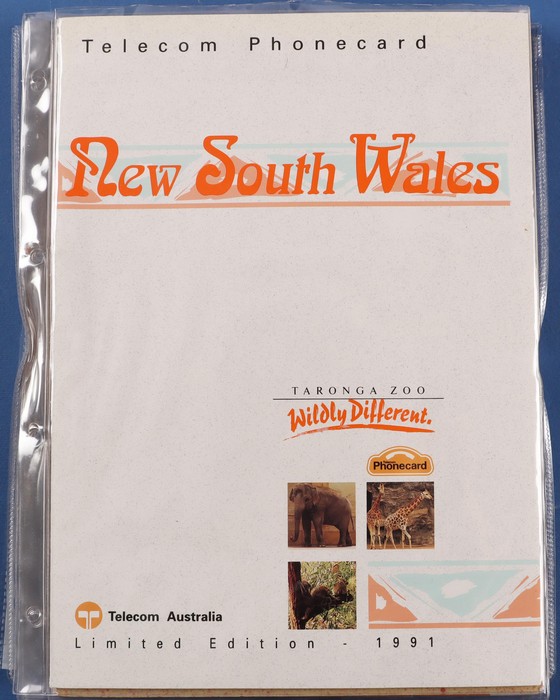 Telecom Phonecard
New South Wales
TARONGA ZOO
Wildly Different.
Phonecard
Telecom Australia
Limited Edition - 1991